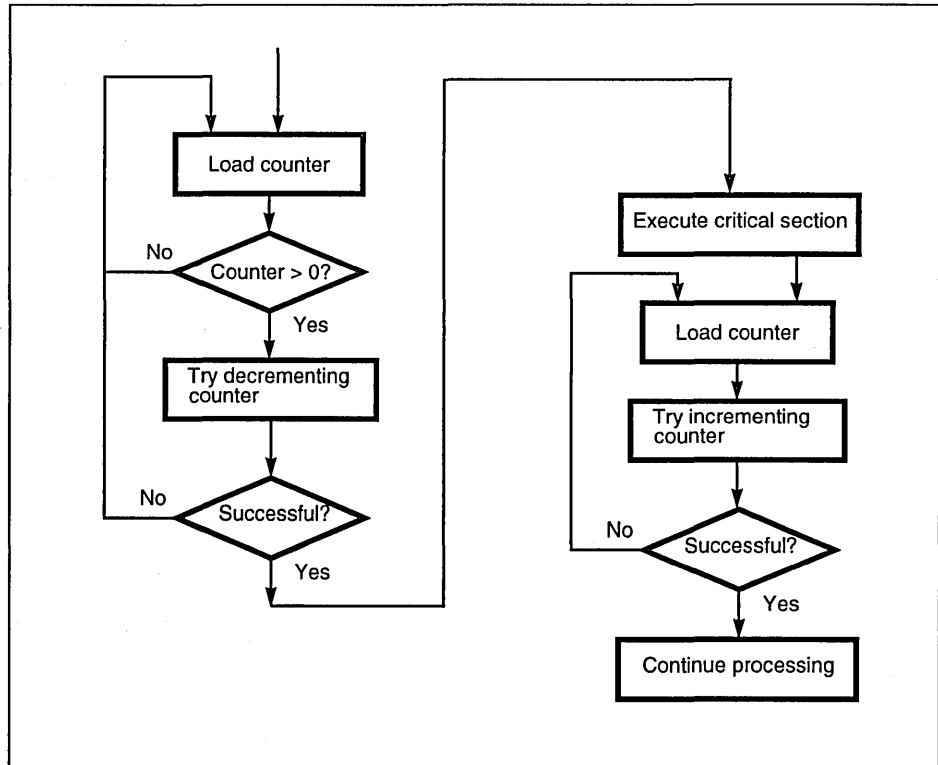 Load counter
No
Counter > 0?
Yes
Try decrementing
counter
No
Successful?
Yes
Execute critical section
Load counter
Try incrementing
counter
No
Successful?
Yes
Continue processing